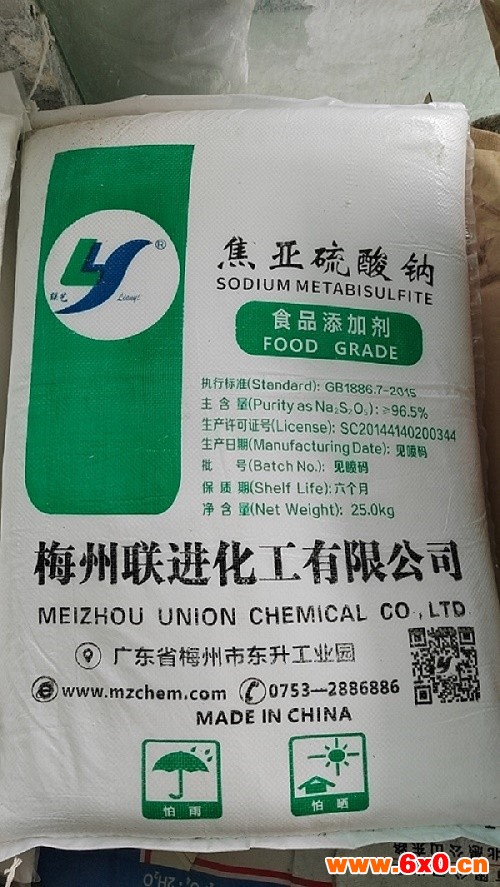 焦亚硫酸钠
SODIUM METABISULFITE
食品添加剂
FOOD GRADE
LY
®
联艺 Lianyi
执行标准(Standard): GB1886.7-2015
主含量(Purity as Na₂S₂O₅): ≥96.5%
生产许可证号(License): SC20144140200344
生产日期(Manufacturing Date): 见喷码
批 号(Batch No.): 见喷码
保质期(Shelf Life): 六个月
净含量(Net Weight): 25.0kg
梅州联进化工有限公司
MEIZHOU UNION CHEMICAL CO., LTD
广东省梅州市东升工业园
www.mzchem.com 0753—2886886
MADE IN CHINA
怕雨
怕晒
www.6x0.cn